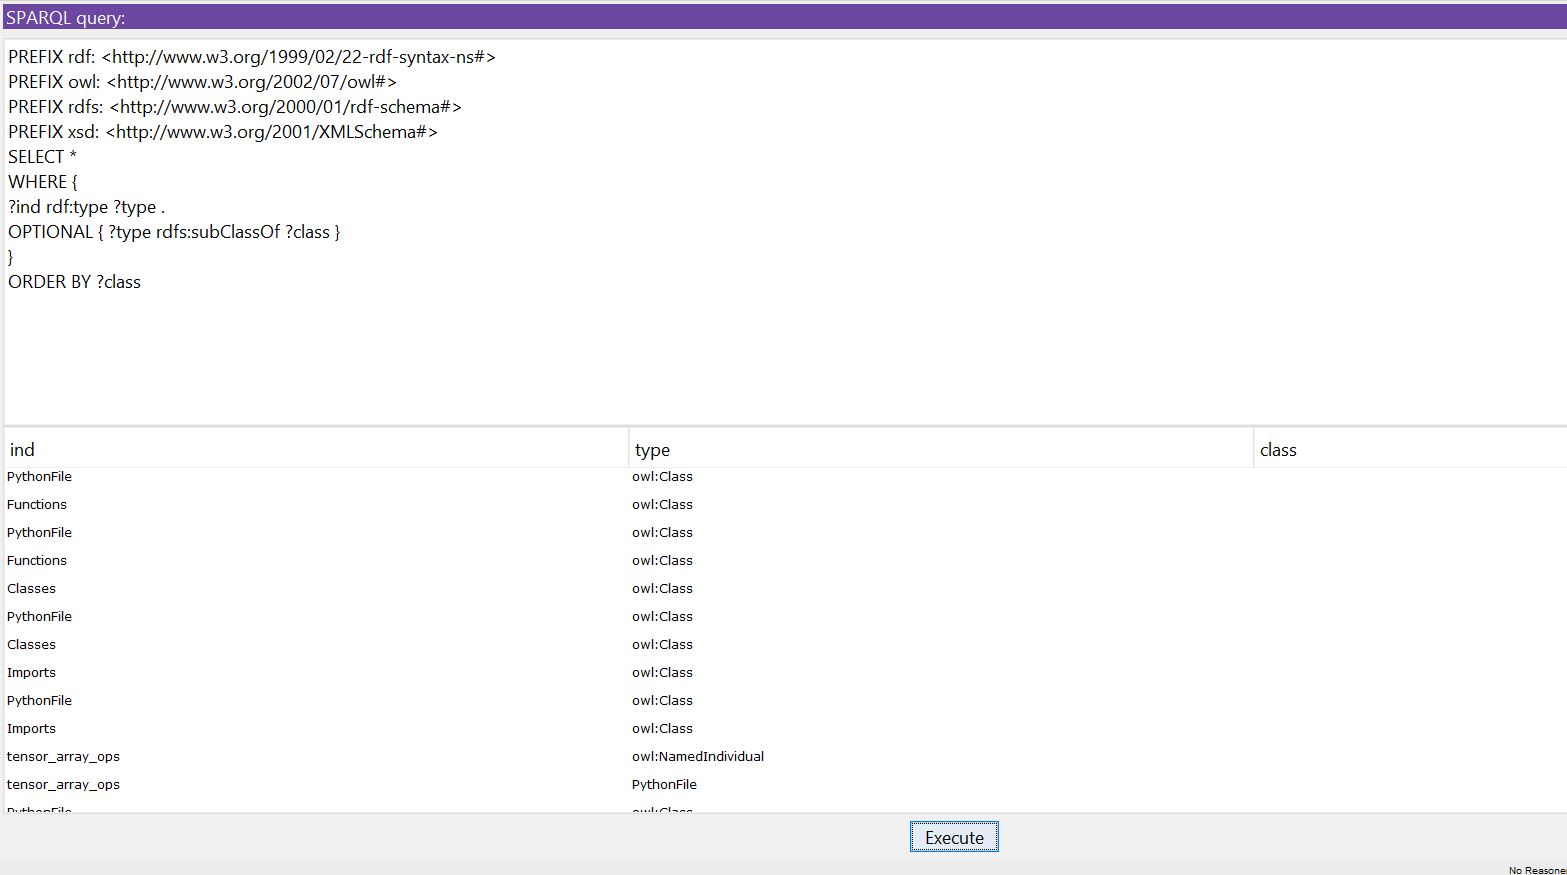 SPARQL query:
PREFIX rdf: <http://www.w3.org/1999/02/22-rdf-syntax-ns#>
PREFIX owl: <http://www.w3.org/2002/07/owl#>
PREFIX rdfs: <http://www.w3.org/2000/01/rdf-schema#>
PREFIX xsd: <http://www.w3.org/2001/XMLSchema#>
SELECT *
WHERE {
?ind rdf:type ?type .
OPTIONAL { ?type rdfs:subClassOf ?class }
}
ORDER BY ?class
ind type class
PythonFile owl:Class
Functions owl:Class
PythonFile owl:Class
Functions owl:Class
Classes owl:Class
PythonFile owl:Class
Classes owl:Class
Imports owl:Class
PythonFile owl:Class
Imports owl:Class
tensor_array_ops owl:NamedIndividual
tensor_array_ops PythonFile
PythonFile owl:Class
Execute
No Reasone